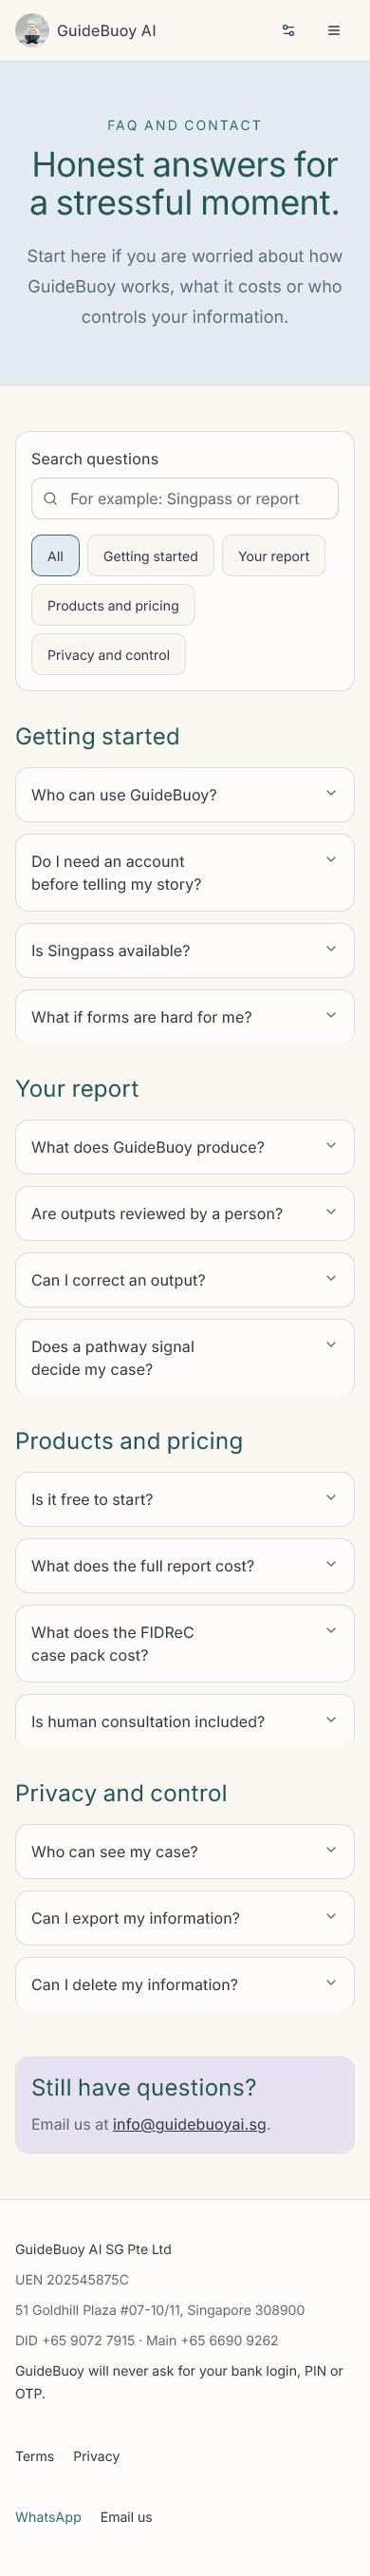 GuideBuoy AI
FAQ AND CONTACT
Honest answers for
a stressful moment.
Start here if you are worried about how
GuideBuoy works, what it costs or who
controls your information.
Search questions
For example: Singpass or report
All
Getting started
Your report
Products and pricing
Privacy and control
Getting started
Who can use GuideBuoy?
Do I need an account
before telling my story?
Is Singpass available?
What if forms are hard for me?
Your report
What does GuideBuoy produce?
Are outputs reviewed by a person?
Can I correct an output?
Does a pathway signal
decide my case?
Products and pricing
Is it free to start?
What does the full report cost?
What does the FIDReC
case pack cost?
Is human consultation included?
Privacy and control
Who can see my case?
Can I export my information?
Can I delete my information?
Still have questions?
Email us at info@guidebuoyai.sg.
GuideBuoy AI SG Pte Ltd
UEN 202545875C
51 Goldhill Plaza #07-10/11, Singapore 308900
DID +65 9072 7915 · Main +65 6690 9262
GuideBuoy will never ask for your bank login, PIN or
OTP.
Terms Privacy
WhatsApp Email us